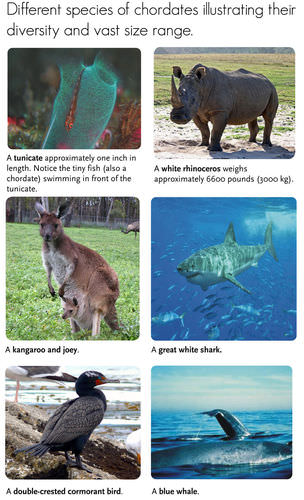 Different species of chordates illustrating their
diversity and vast size range.
A tunicate approximately one inch in
length. Notice the tiny fish (also a
chordate) swimming in front of the
tunicate.
A white rhinoceros weighs
approximately 6600 pounds (3000 kg).
A kangaroo and joey.
A great white shark.
A double-crested cormorant bird.
A blue whale.